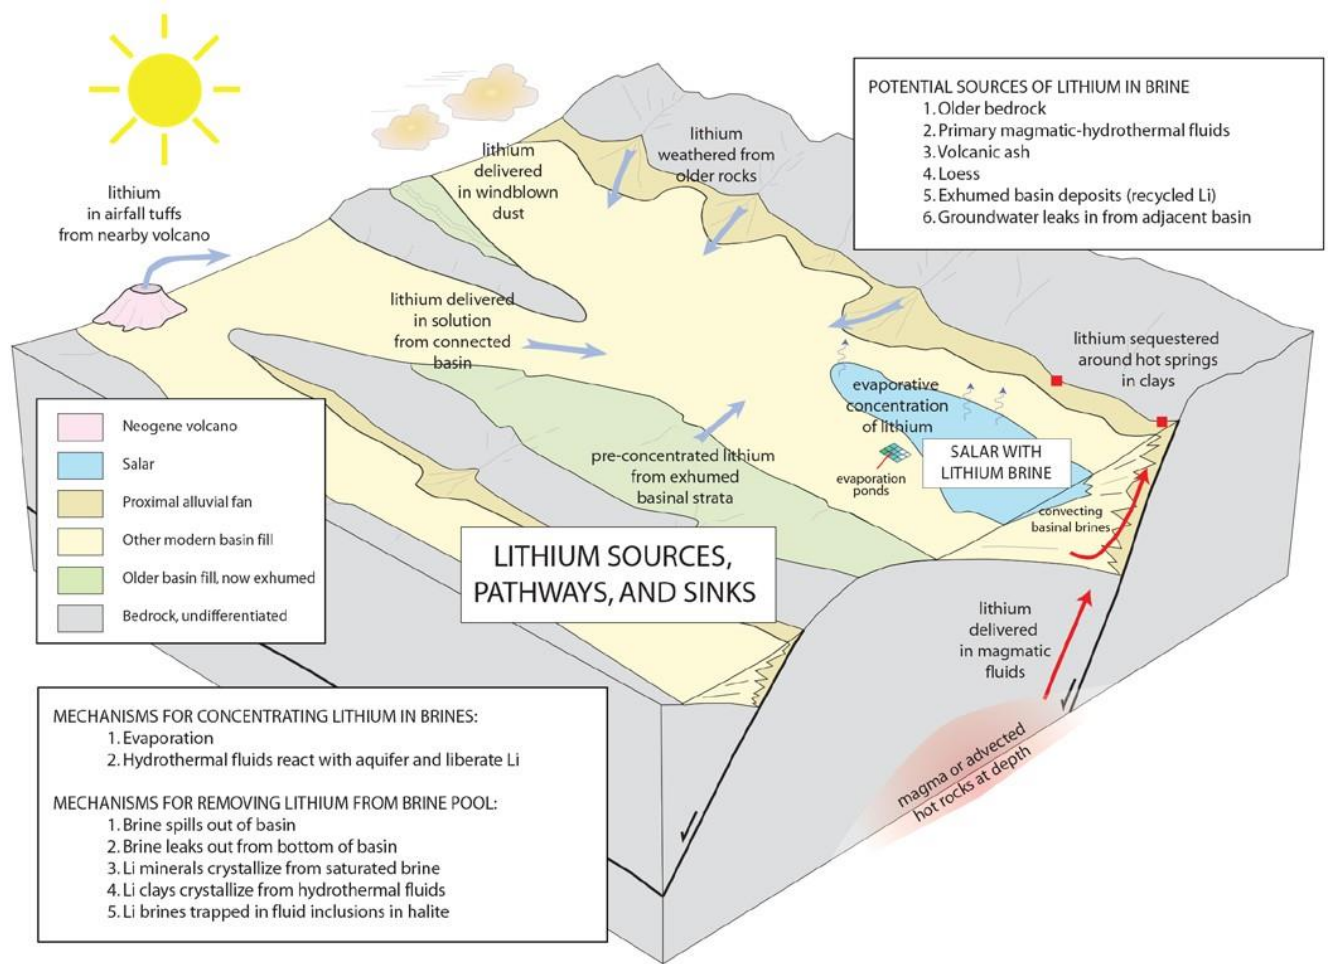 POTENTIAL SOURCES OF LITHIUM IN BRINE
1. Older bedrock
2. Primary magmatic-hydrothermal fluids
3. Volcanic ash
4. Loess
5. Exhumed basin deposits (recycled Li)
6. Groundwater leaks in from adjacent basin
lithium
weathered from
older rocks
lithium
delivered
in windblown
dust
lithium
in airfall tuffs
from nearby volcano
lithium delivered
in solution
from connected
basin
lithium sequestered
around hot springs
in clays
evaporative
concentration
of lithium
SALAR WITH
LITHIUM BRINE
evaporation
ponds
pre-concentrated lithium
from exhumed
basinal strata
convecting
basinal brines
Neogene volcano
Salar
Proximal alluvial fan
Other modern basin fill
Older basin fill, now exhumed
Bedrock, undifferentiated
LITHIUM SOURCES,
PATHWAYS, AND SINKS
lithium
delivered
in magmatic
fluids
magma or advected
hot rocks at depth
MECHANISMS FOR CONCENTRATING LITHIUM IN BRINES:
1. Evaporation
2. Hydrothermal fluids react with aquifer and liberate Li
MECHANISMS FOR REMOVING LITHIUM FROM BRINE POOL:
1. Brine spills out of basin
2. Brine leaks out from bottom of basin
3. Li minerals crystallize from saturated brine
4. Li clays crystallize from hydrothermal fluids
5. Li brines trapped in fluid inclusions in halite